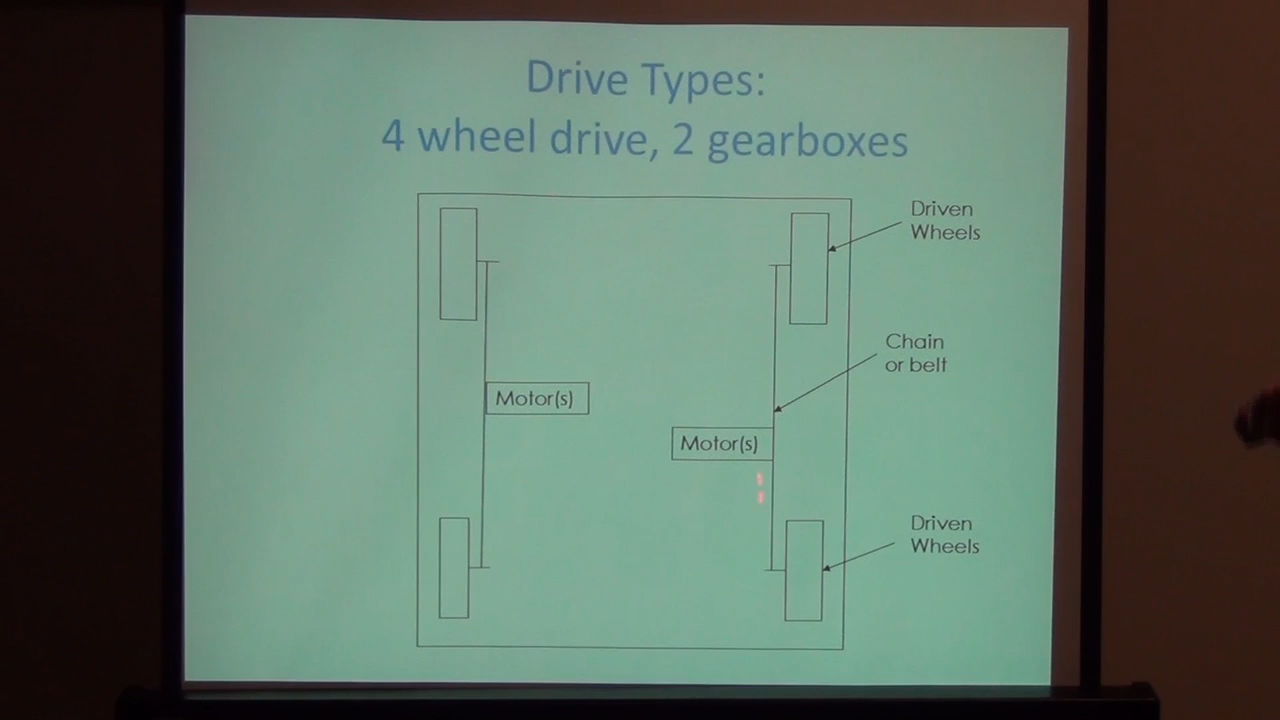 Drive Types:
4 wheel drive, 2 gearboxes
Driven
Wheels
Chain
or belt
Motor(s)
Motor(s)
Driven
Wheels